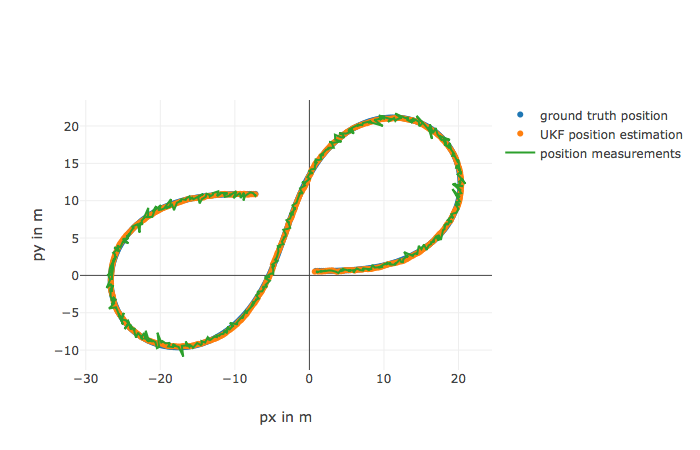 ground truth position
UKF position estimation
position measurements
20
15
10
5
0
−5
−10
py in m
−30
−20
−10
0
10
20
px in m